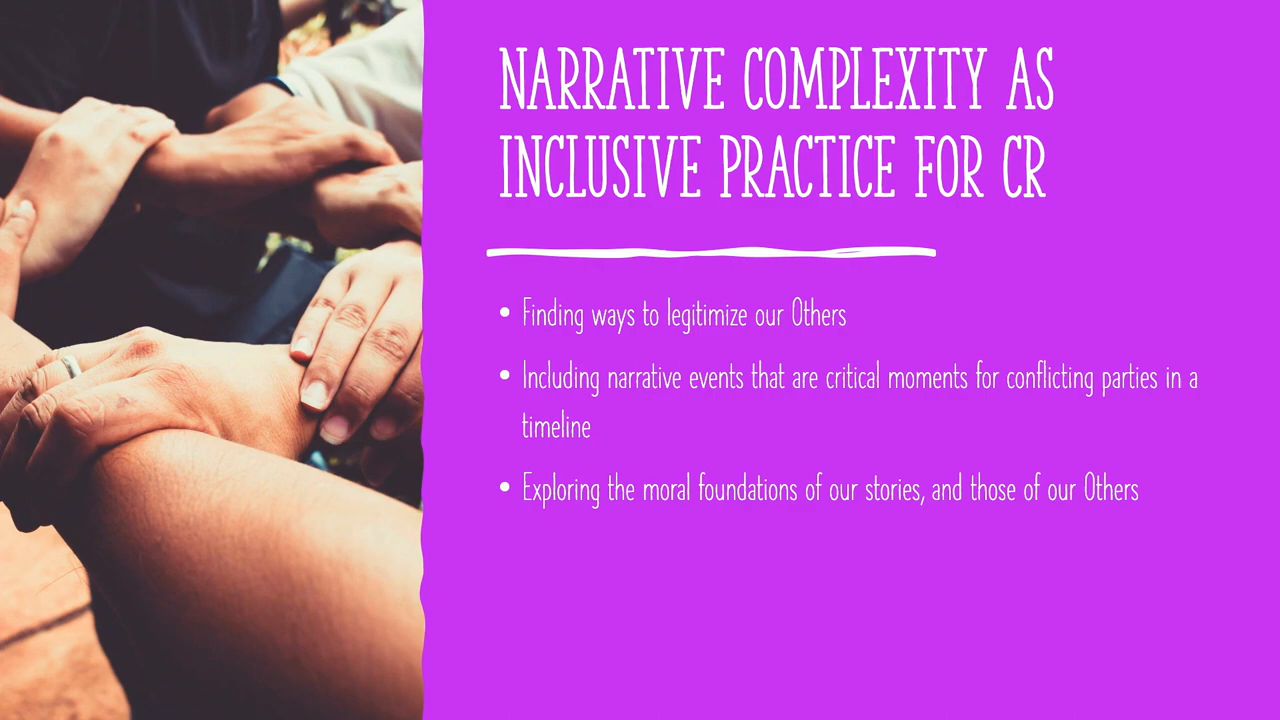 NARRATIVE COMPLEXITY AS
INCLUSIVE PRACTICE FOR CR
• Finding ways to legitimize our Others
• Including narrative events that are critical moments for conflicting parties in a
timeline
• Exploring the moral foundations of our stories, and those of our Others